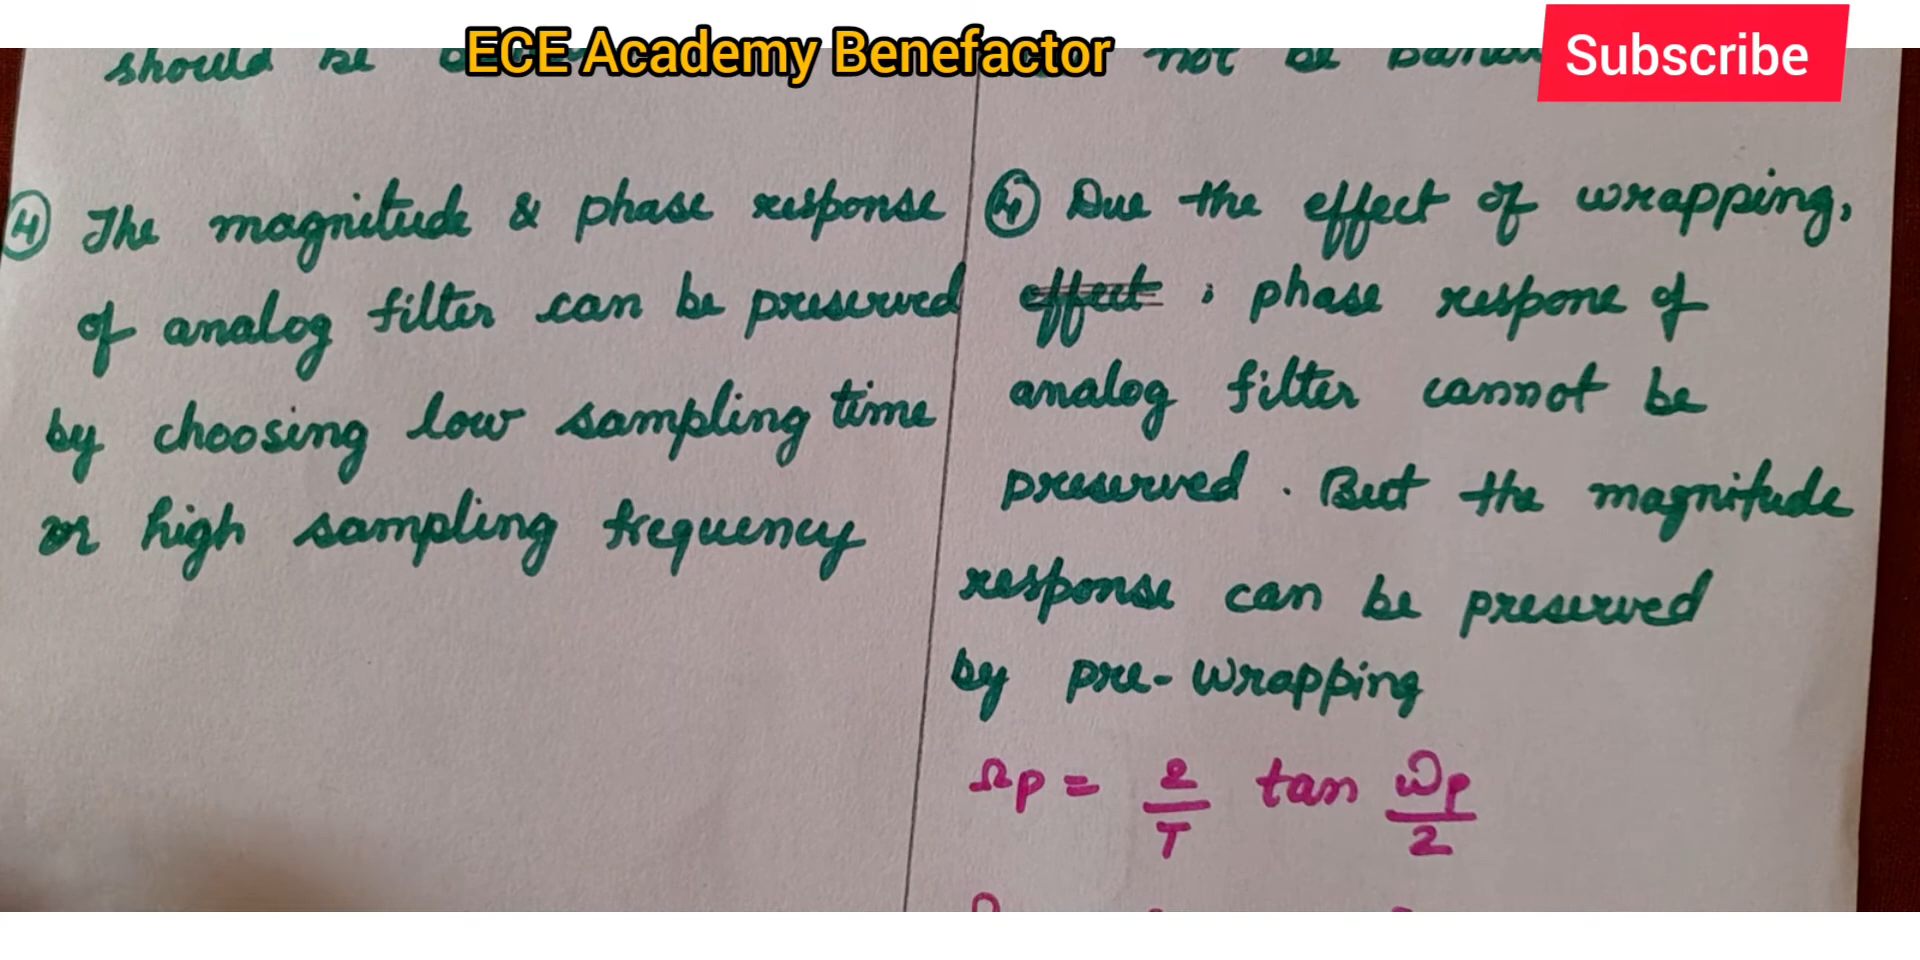 ECE Academy Benefactor
Subscribe
should be
not be
④ The magnitude & phase response
of analog filter can be preserved
by choosing low sampling time
or high sampling frequency
④ Due the effect of wrapping,
effect ; phase respone of
analog filter cannot be
preserved. But the magnitude
response can be preserved
by pre-wrapping
Ωp = 2/T tan ωp/2